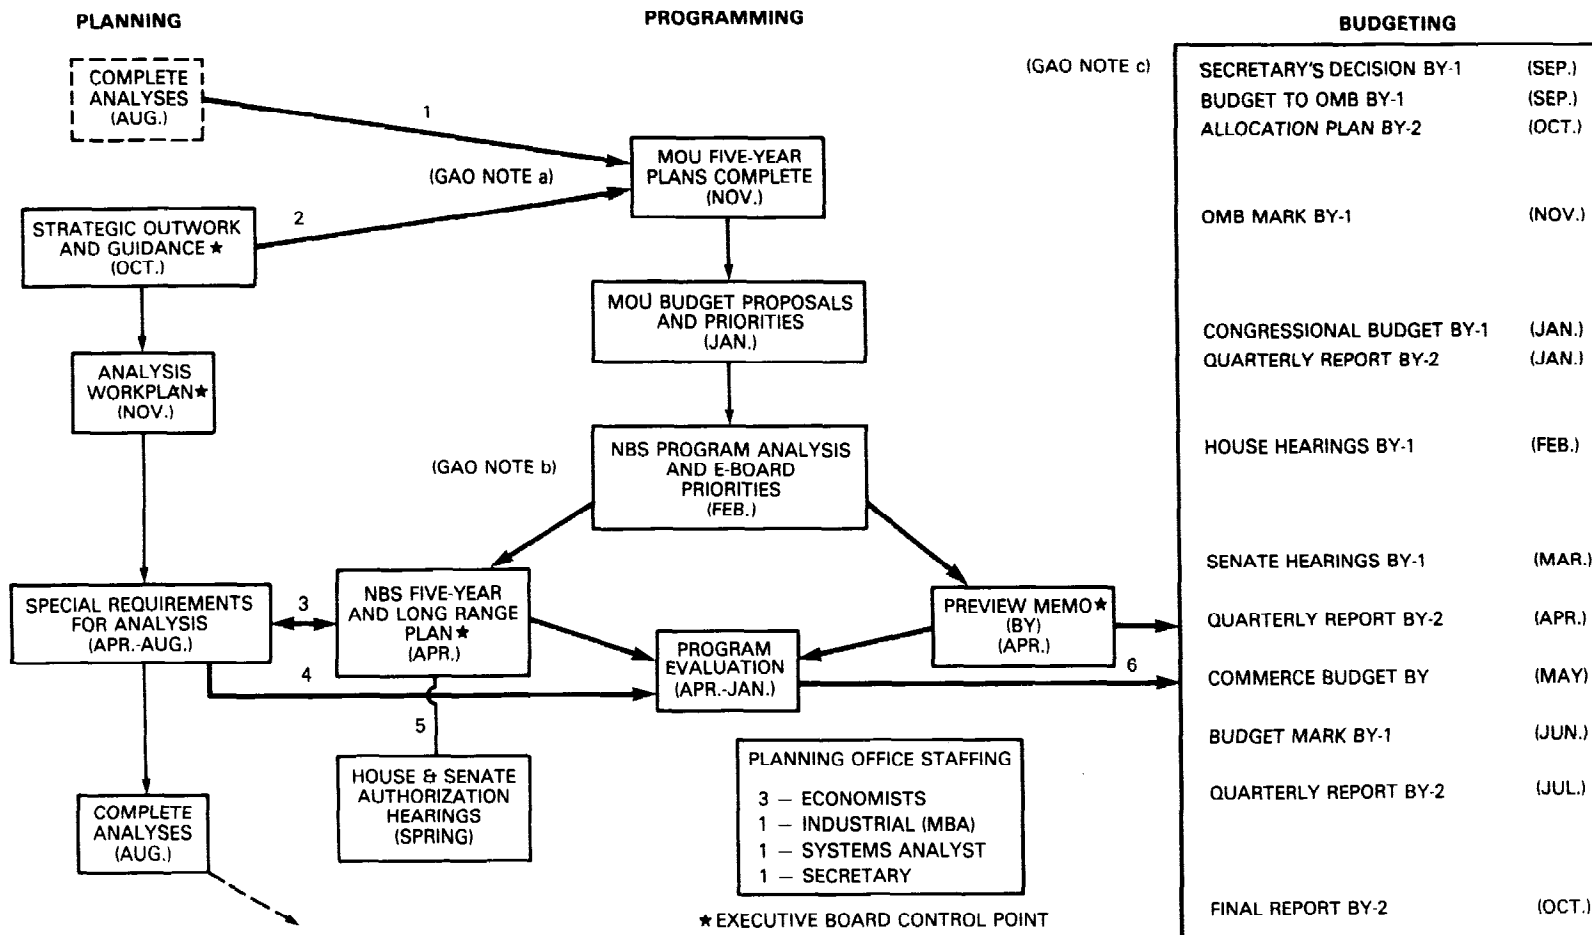 PLANNING
PROGRAMMING
BUDGETING
COMPLETE
ANALYSES
(AUG.)
1
(GAO NOTE a)
2
STRATEGIC OUTWORK
AND GUIDANCE ★
(OCT.)
ANALYSIS
WORKPLAN★
(NOV.)
SPECIAL REQUIREMENTS
FOR ANALYSIS
(APR.-AUG.)
COMPLETE
ANALYSES
(AUG.)
MOU FIVE-YEAR
PLANS COMPLETE
(NOV.)
MOU BUDGET PROPOSALS
AND PRIORITIES
(JAN.)
NBS PROGRAM ANALYSIS
AND E-BOARD
PRIORITIES
(FEB.)
(GAO NOTE b)
3
NBS FIVE-YEAR
AND LONG RANGE
PLAN★
(APR.)
4
5
HOUSE & SENATE
AUTHORIZATION
HEARINGS
(SPRING)
PROGRAM
EVALUATION
(APR.-JAN.)
PREVIEW MEMO★
(BY)
(APR.)
6
PLANNING OFFICE STAFFING
3 – ECONOMISTS
1 – INDUSTRIAL (MBA)
1 – SYSTEMS ANALYST
1 – SECRETARY
★EXECUTIVE BOARD CONTROL POINT
(GAO NOTE c)
SECRETARY'S DECISION BY-1 (SEP.)
BUDGET TO OMB BY-1 (SEP.)
ALLOCATION PLAN BY-2 (OCT.)
OMB MARK BY-1 (NOV.)
CONGRESSIONAL BUDGET BY-1 (JAN.)
QUARTERLY REPORT BY-2 (JAN.)
HOUSE HEARINGS BY-1 (FEB.)
SENATE HEARINGS BY-1 (MAR.)
QUARTERLY REPORT BY-2 (APR.)
COMMERCE BUDGET BY (MAY)
BUDGET MARK BY-1 (JUN.)
QUARTERLY REPORT BY-2 (JUL.)
FINAL REPORT BY-2 (OCT.)